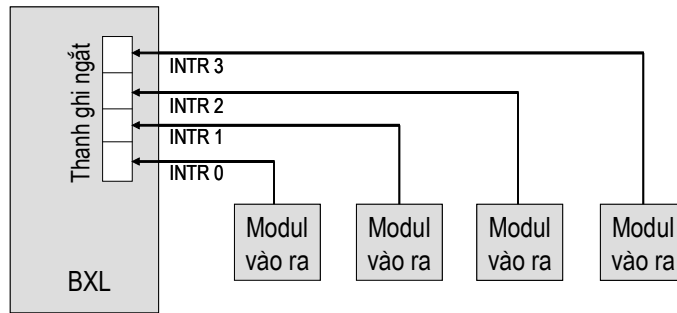 Thanh ghi ngắt
INTR 3
INTR 2
INTR 1
INTR 0
Modul
vào ra
Modul
vào ra
Modul
vào ra
Modul
vào ra
BXL